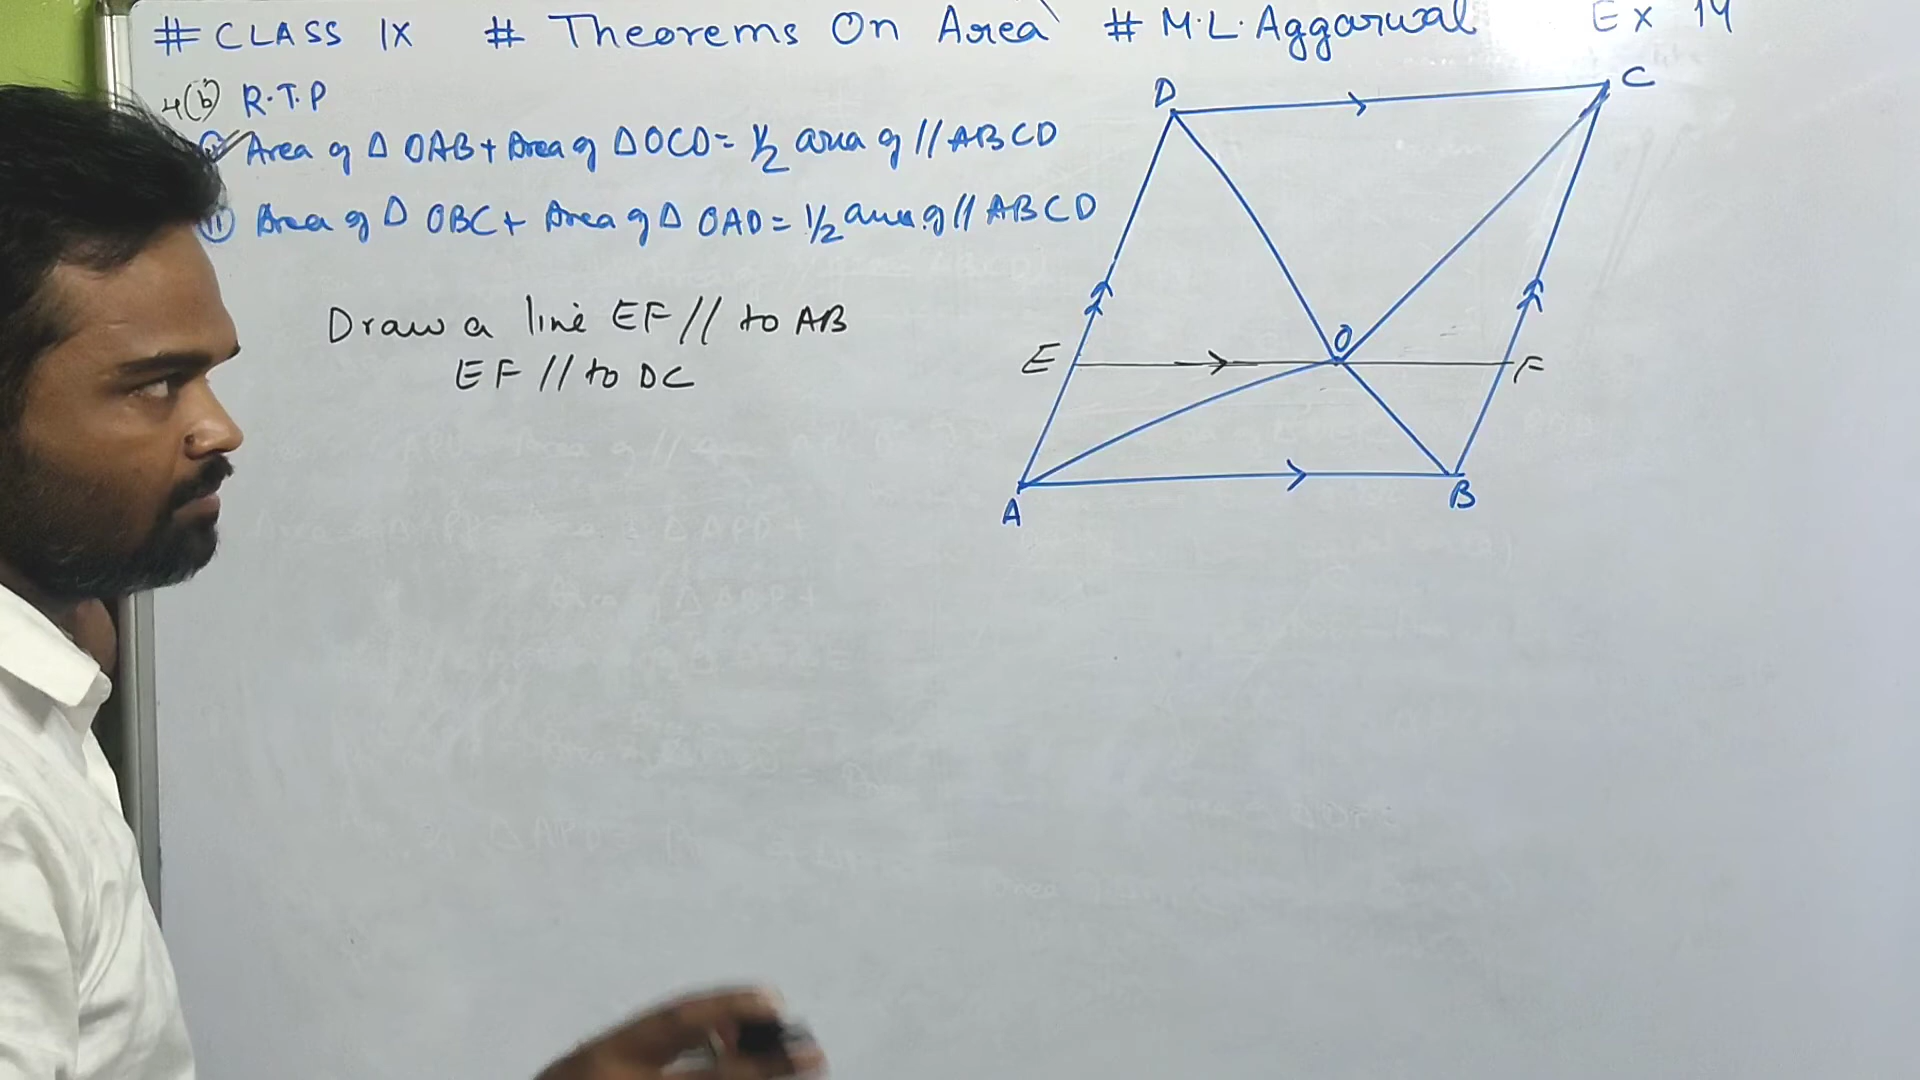 # CLASS IX # Theorems On Area # M.L. Aggarwal Ex 14
4(b) R.T.P
Area of Δ OAB + Area of Δ OCD = 1/2 area of // ABCD
(ii) Area of Δ OBC + Area of Δ OAD = 1/2 area of // ABCD
Draw a line EF // to AB
EF // to DC
D
C
O
E
F
A
B